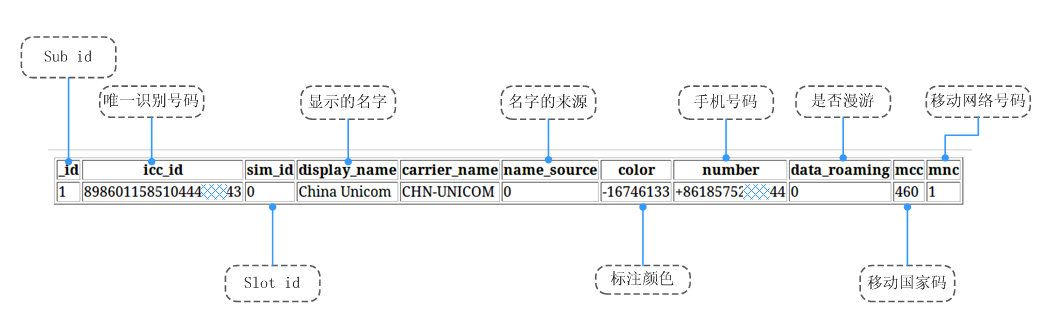 Sub id
唯一识别号码 显示的名字 名字的来源 手机号码 是否漫游 移动网络号码
_id icc_id sim_id display_name carrier_name name_source color number data_roaming mcc mnc
1 898601158510444 43 0 China Unicom CHN-UNICOM 0 -16746133 +86185752 44 0 460 1
Slot id 标注颜色 移动国家码